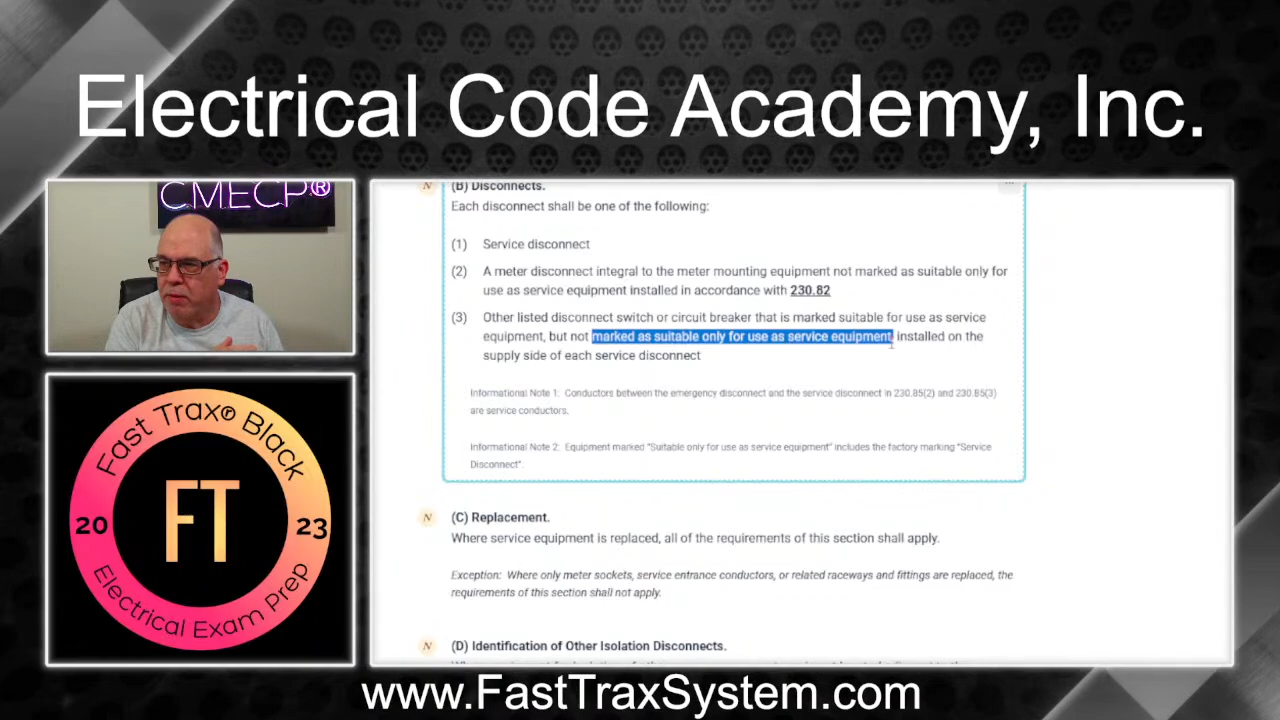 Electrical Code Academy, Inc.
CMECP®
N (B) Disconnects.
Each disconnect shall be one of the following:
(1) Service disconnect
(2) A meter disconnect integral to the meter mounting equipment not marked as suitable only for
use as service equipment installed in accordance with 230.82
(3) Other listed disconnect switch or circuit breaker that is marked suitable for use as service
equipment, but not marked as suitable only for use as service equipment, installed on the
supply side of each service disconnect
Informational Note 1: Conductors between the emergency disconnect and the service disconnect in 230.85(2) and 230.85(3)
are service conductors.
Informational Note 2: Equipment marked "Suitable only for use as service equipment" includes the factory marking "Service
Disconnect".
N (C) Replacement.
Where service equipment is replaced, all of the requirements of this section shall apply.
Exception: Where only meter sockets, service entrance conductors, or related raceways and fittings are replaced, the
requirements of this section shall not apply.
N (D) Identification of Other Isolation Disconnects.
Fast Trax® Black
20 FT 23
Electrical Exam Prep
www.FastTraxSystem.com